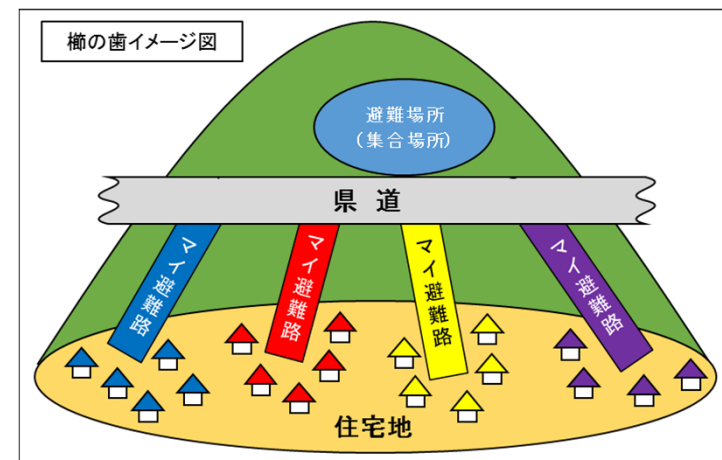 櫛の歯イメージ図
避難場所
（集合場所）
県道
マイ避難路
マイ避難路
マイ避難路
マイ避難路
住宅地